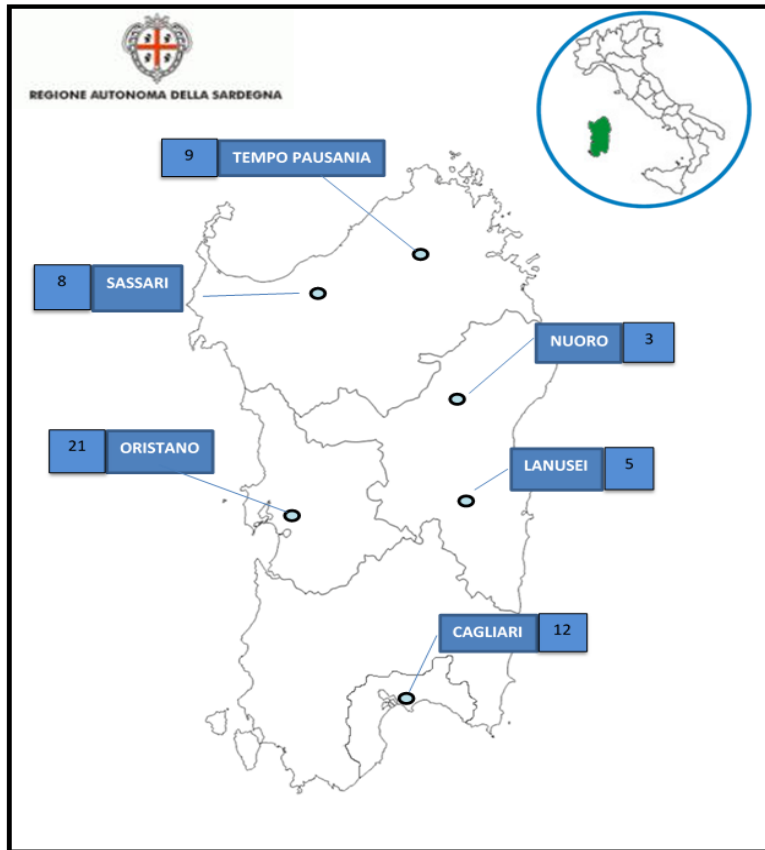 REGIONE AUTONOMA DELLA SARDEGNA
9 TEMPO PAUSANIA
8 SASSARI
NUORO 3
21 ORISTANO
LANUSEI 5
CAGLIARI 12